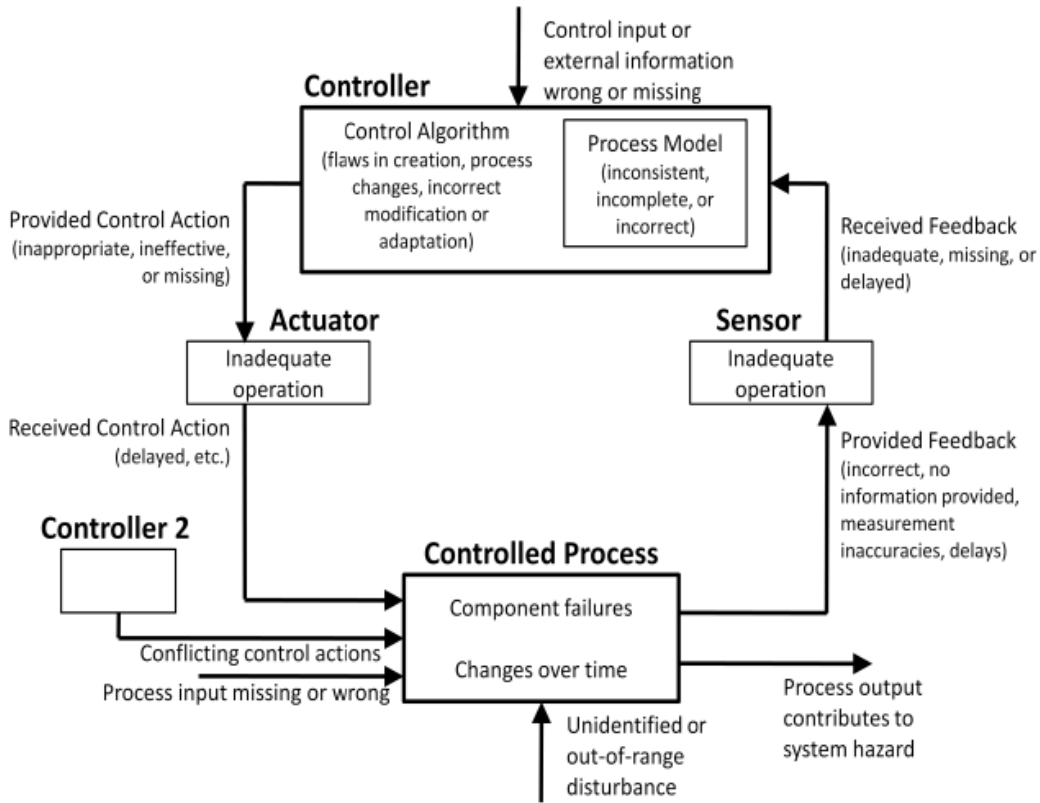 Control input or
external information
wrong or missing
Controller
Control Algorithm
(flaws in creation, process
changes, incorrect
modification or
adaptation)
Process Model
(inconsistent,
incomplete, or
incorrect)
Provided Control Action
(inappropriate, ineffective,
or missing)
Received Feedback
(inadequate, missing, or
delayed)
Actuator
Inadequate
operation
Sensor
Inadequate
operation
Received Control Action
(delayed, etc.)
Provided Feedback
(incorrect, no
information provided,
measurement
inaccuracies, delays)
Controller 2
Controlled Process
Component failures
Changes over time
Conflicting control actions
Process input missing or wrong
Process output
contributes to
system hazard
Unidentified or
out-of-range
disturbance